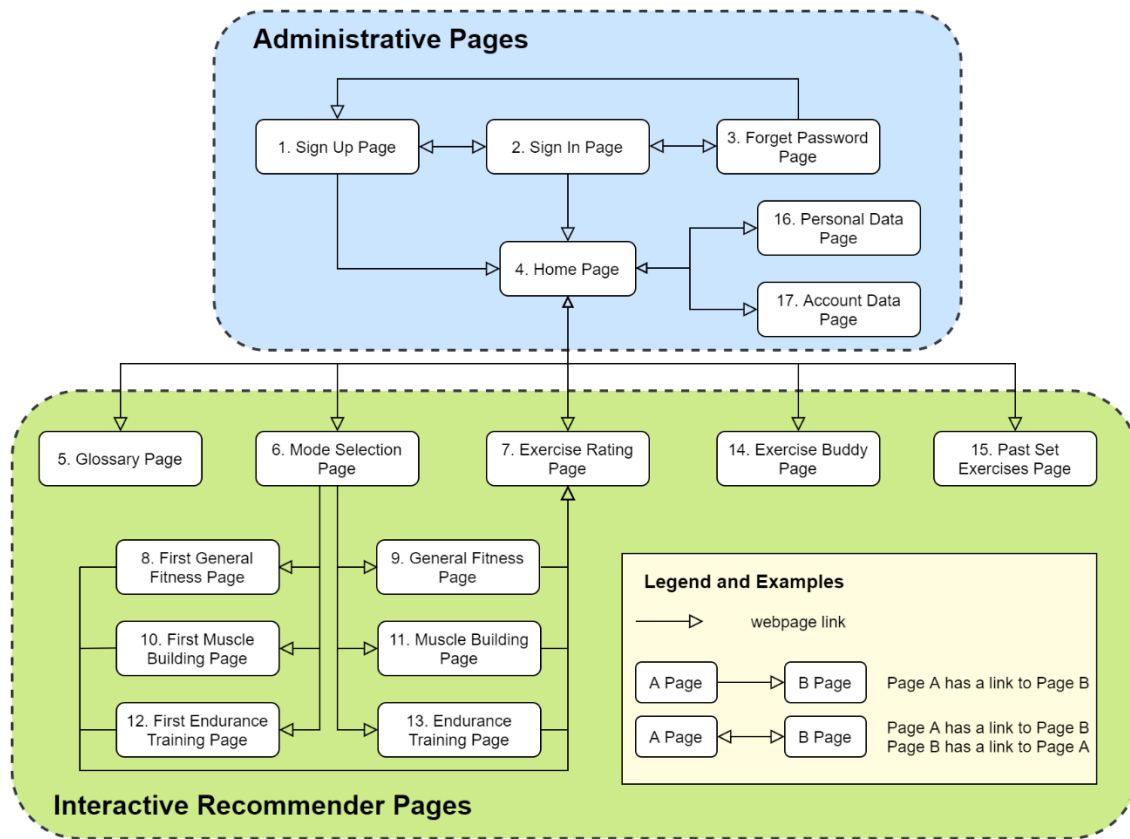 Administrative Pages
1. Sign Up Page
2. Sign In Page
3. Forget Password
Page
16. Personal Data
Page
4. Home Page
17. Account Data
Page
5. Glossary Page
6. Mode Selection
Page
7. Exercise Rating
Page
14. Exercise Buddy
Page
15. Past Set
Exercises Page
8. First General
Fitness Page
9. General Fitness
Page
10. First Muscle
Building Page
11. Muscle Building
Page
12. First Endurance
Training Page
13. Endurance
Training Page
Legend and Examples
webpage link
A Page
B Page
Page A has a link to Page B
A Page
B Page
Page A has a link to Page B
Page B has a link to Page A
Interactive Recommender Pages